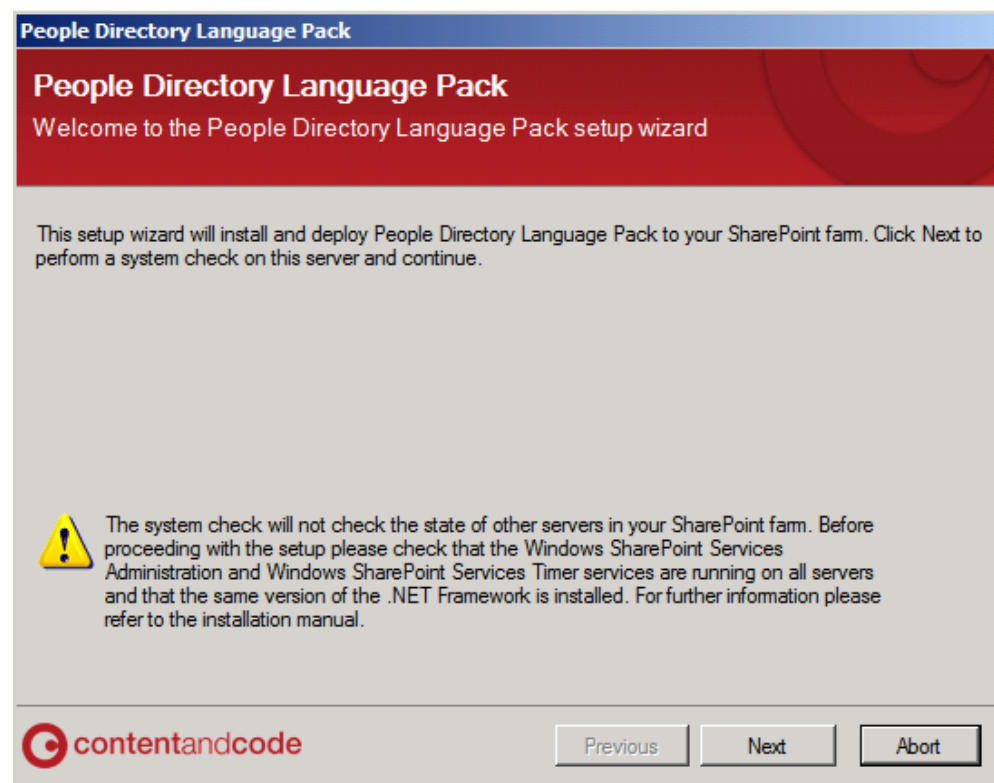 People Directory Language Pack
People Directory Language Pack
Welcome to the People Directory Language Pack setup wizard
This setup wizard will install and deploy People Directory Language Pack to your SharePoint farm. Click Next to
perform a system check on this server and continue.
The system check will not check the state of other servers in your SharePoint farm. Before
proceeding with the setup please check that the Windows SharePoint Services
Administration and Windows SharePoint Services Timer services are running on all servers
and that the same version of the .NET Framework is installed. For further information please
refer to the installation manual.
contentandcode
Previous
Next
Abort